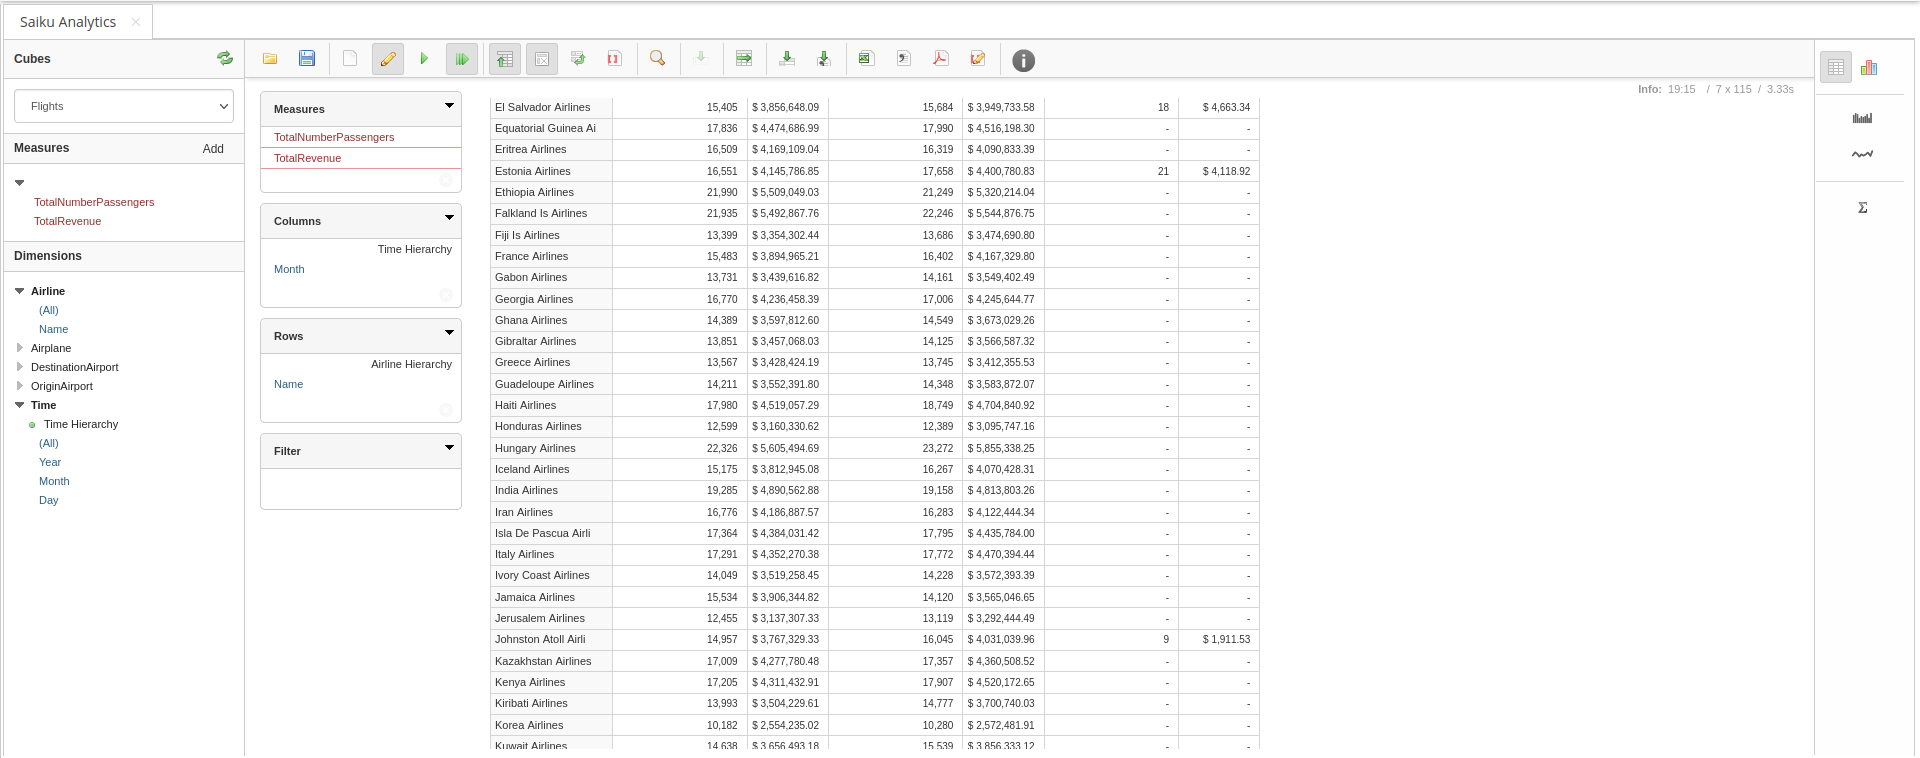 Saiku Analytics
Cubes
Flights
Measures Add
TotalNumberPassengers
TotalRevenue
Dimensions
Airline
(All)
Name
Airplane
DestinationAirport
OriginAirport
Time
Time Hierarchy
(All)
Year
Month
Day
Measures
TotalNumberPassengers
TotalRevenue
Columns
Time Hierarchy
Month
Rows
Airline Hierarchy
Name
Filter
Info: 19:15 / 7 x 115 / 3.33s
El Salvador Airlines 15,405 $ 3,856,648.09 15,684 $ 3,949,733.58 18 $ 4,663.34
Equatorial Guinea Ai 17,836 $ 4,474,686.99 17,990 $ 4,516,198.30 - -
Eritrea Airlines 16,509 $ 4,169,109.04 16,319 $ 4,090,833.39 - -
Estonia Airlines 16,551 $ 4,145,786.85 17,658 $ 4,400,780.83 21 $ 4,118.92
Ethiopia Airlines 21,990 $ 5,509,049.03 21,249 $ 5,320,214.04 - -
Falkland Is Airlines 21,935 $ 5,492,867.76 22,246 $ 5,544,876.75 - -
Fiji Is Airlines 13,399 $ 3,354,302.44 13,686 $ 3,474,690.80 - -
France Airlines 15,483 $ 3,894,965.21 16,402 $ 4,167,329.80 - -
Gabon Airlines 13,731 $ 3,439,616.82 14,161 $ 3,549,402.49 - -
Georgia Airlines 16,770 $ 4,236,458.39 17,006 $ 4,245,644.77 - -
Ghana Airlines 14,389 $ 3,597,812.60 14,549 $ 3,673,029.26 - -
Gibraltar Airlines 13,851 $ 3,457,068.03 14,125 $ 3,566,587.32 - -
Greece Airlines 13,567 $ 3,428,424.19 13,745 $ 3,412,355.53 - -
Guadeloupe Airlines 14,211 $ 3,552,391.80 14,348 $ 3,583,872.07 - -
Haiti Airlines 17,980 $ 4,519,057.29 18,749 $ 4,704,840.92 - -
Honduras Airlines 12,599 $ 3,160,330.62 12,389 $ 3,095,747.16 - -
Hungary Airlines 22,326 $ 5,605,494.69 23,272 $ 5,855,338.25 - -
Iceland Airlines 15,175 $ 3,812,945.08 16,267 $ 4,070,428.31 - -
India Airlines 19,285 $ 4,890,562.88 19,158 $ 4,813,803.26 - -
Iran Airlines 16,776 $ 4,186,887.57 16,283 $ 4,122,444.34 - -
Isla De Pascua Airli 17,364 $ 4,384,031.42 17,795 $ 4,435,784.00 - -
Italy Airlines 17,291 $ 4,352,270.38 17,772 $ 4,470,394.44 - -
Ivory Coast Airlines 14,049 $ 3,519,258.45 14,228 $ 3,572,393.39 - -
Jamaica Airlines 15,534 $ 3,906,344.82 14,120 $ 3,565,046.65 - -
Jerusalem Airlines 12,455 $ 3,137,307.33 13,119 $ 3,292,444.49 - -
Johnston Atoll Airli 14,957 $ 3,767,329.33 16,045 $ 4,031,039.96 9 $ 1,911.53
Kazakhstan Airlines 17,009 $ 4,277,780.48 17,357 $ 4,360,508.52 - -
Kenya Airlines 17,205 $ 4,311,432.91 17,907 $ 4,520,172.65 - -
Kiribati Airlines 13,993 $ 3,504,229.61 14,777 $ 3,700,740.03 - -
Korea Airlines 10,182 $ 2,554,235.02 10,280 $ 2,572,481.91 - -
Kuwait Airlines 14,638 $ 3,656,493.18 15,539 $ 3,856,333.12 - -